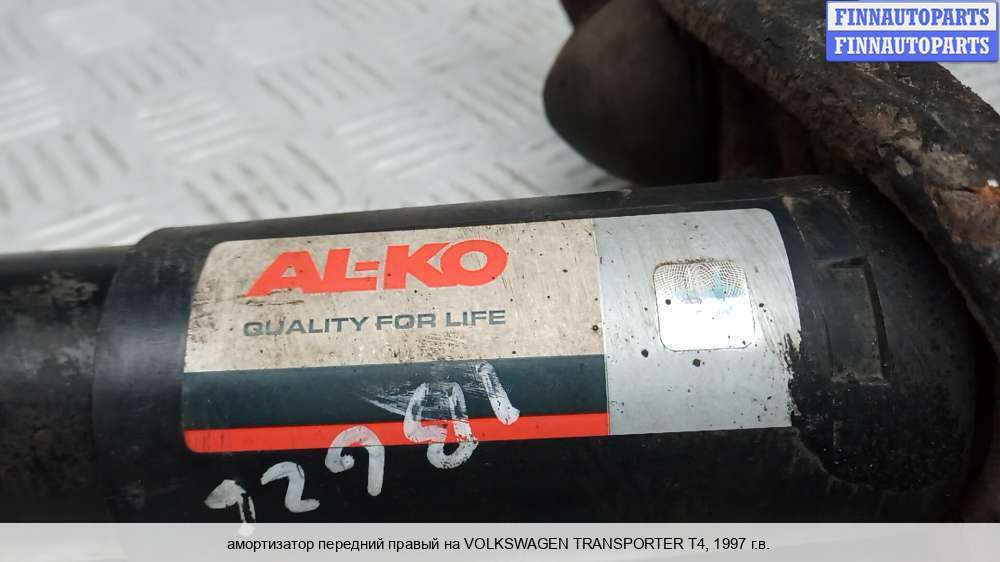 FINNAUTOPARTS
FINNAUTOPARTS
AL-KO
QUALITY FOR LIFE
амортизатор передний правый на VOLKSWAGEN TRANSPORTER T4, 1997 г.в.